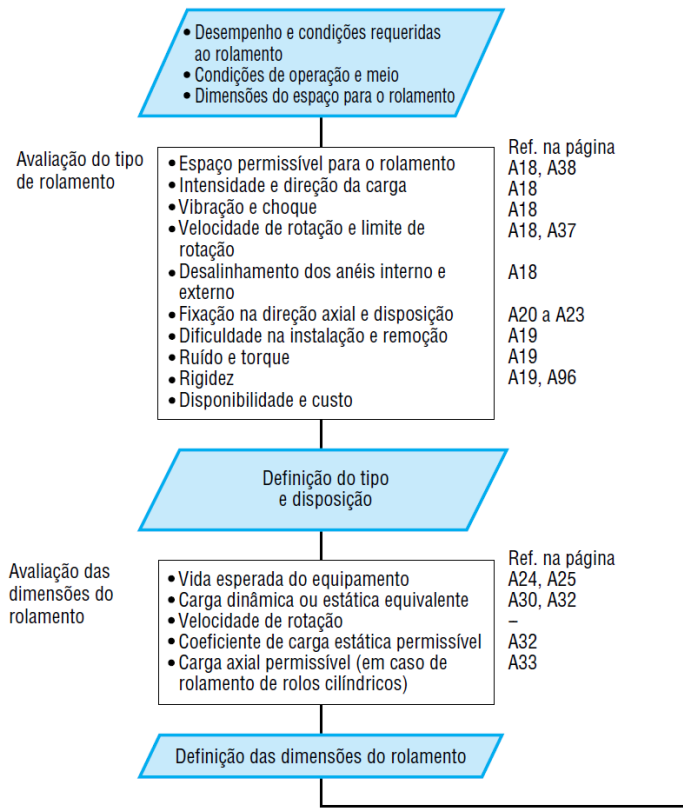 • Desempenho e condições requeridas
ao rolamento
• Condições de operação e meio
• Dimensões do espaço para o rolamento
Avaliação do tipo
de rolamento
Ref. na página
• Espaço permissível para o rolamento A18, A38
• Intensidade e direção da carga A18
• Vibração e choque A18
• Velocidade de rotação e limite de A18, A37
rotação
• Desalinhamento dos anéis interno e A18
externo
• Fixação na direção axial e disposição A20 a A23
• Dificuldade na instalação e remoção A19
• Ruído e torque A19
• Rigidez A19, A96
• Disponibilidade e custo
Definição do tipo
e disposição
Avaliação das
dimensões do
rolamento
Ref. na página
• Vida esperada do equipamento A24, A25
• Carga dinâmica ou estática equivalente A30, A32
• Velocidade de rotação –
• Coeficiente de carga estática permissível A32
• Carga axial permissível (em caso de A33
rolamento de rolos cilíndricos)
Definição das dimensões do rolamento